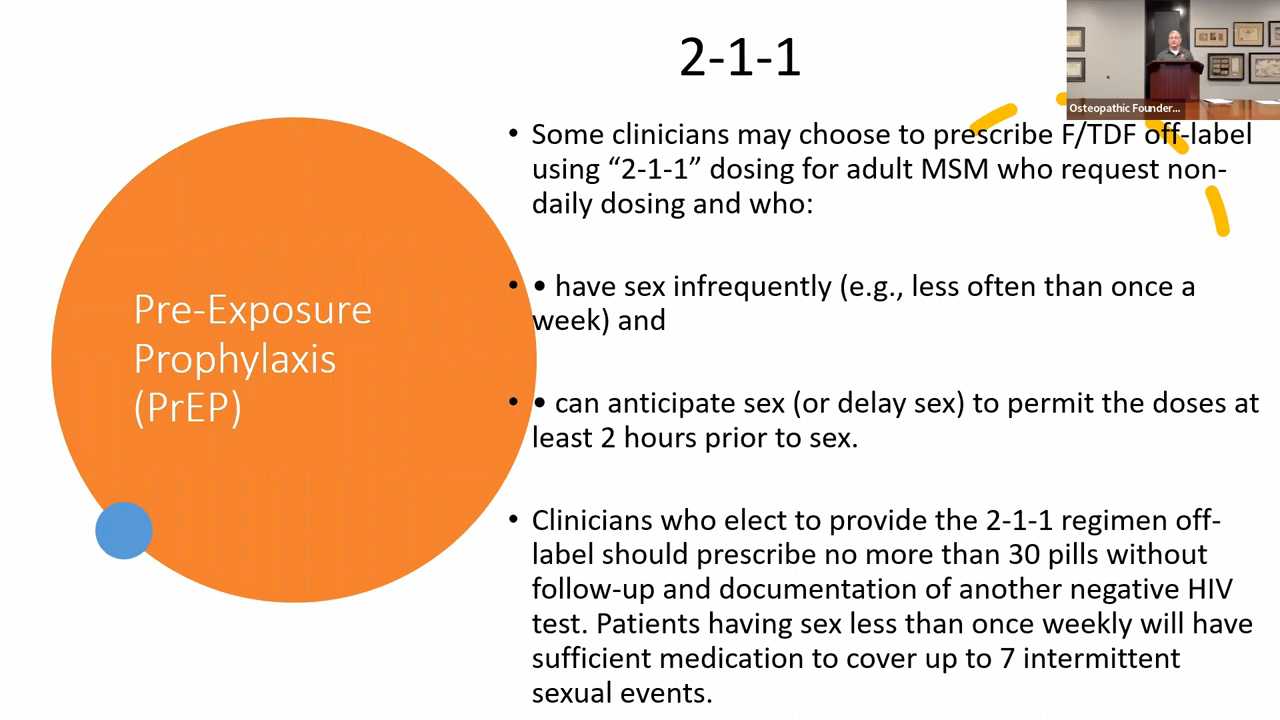 2-1-1
Osteopathic Founder...
Pre-Exposure
Prophylaxis
(PrEP)
• Some clinicians may choose to prescribe F/TDF off-label
using “2-1-1” dosing for adult MSM who request non-
daily dosing and who:
• • have sex infrequently (e.g., less often than once a
week) and
• • can anticipate sex (or delay sex) to permit the doses at
least 2 hours prior to sex.
• Clinicians who elect to provide the 2-1-1 regimen off-
label should prescribe no more than 30 pills without
follow-up and documentation of another negative HIV
test. Patients having sex less than once weekly will have
sufficient medication to cover up to 7 intermittent
sexual events.